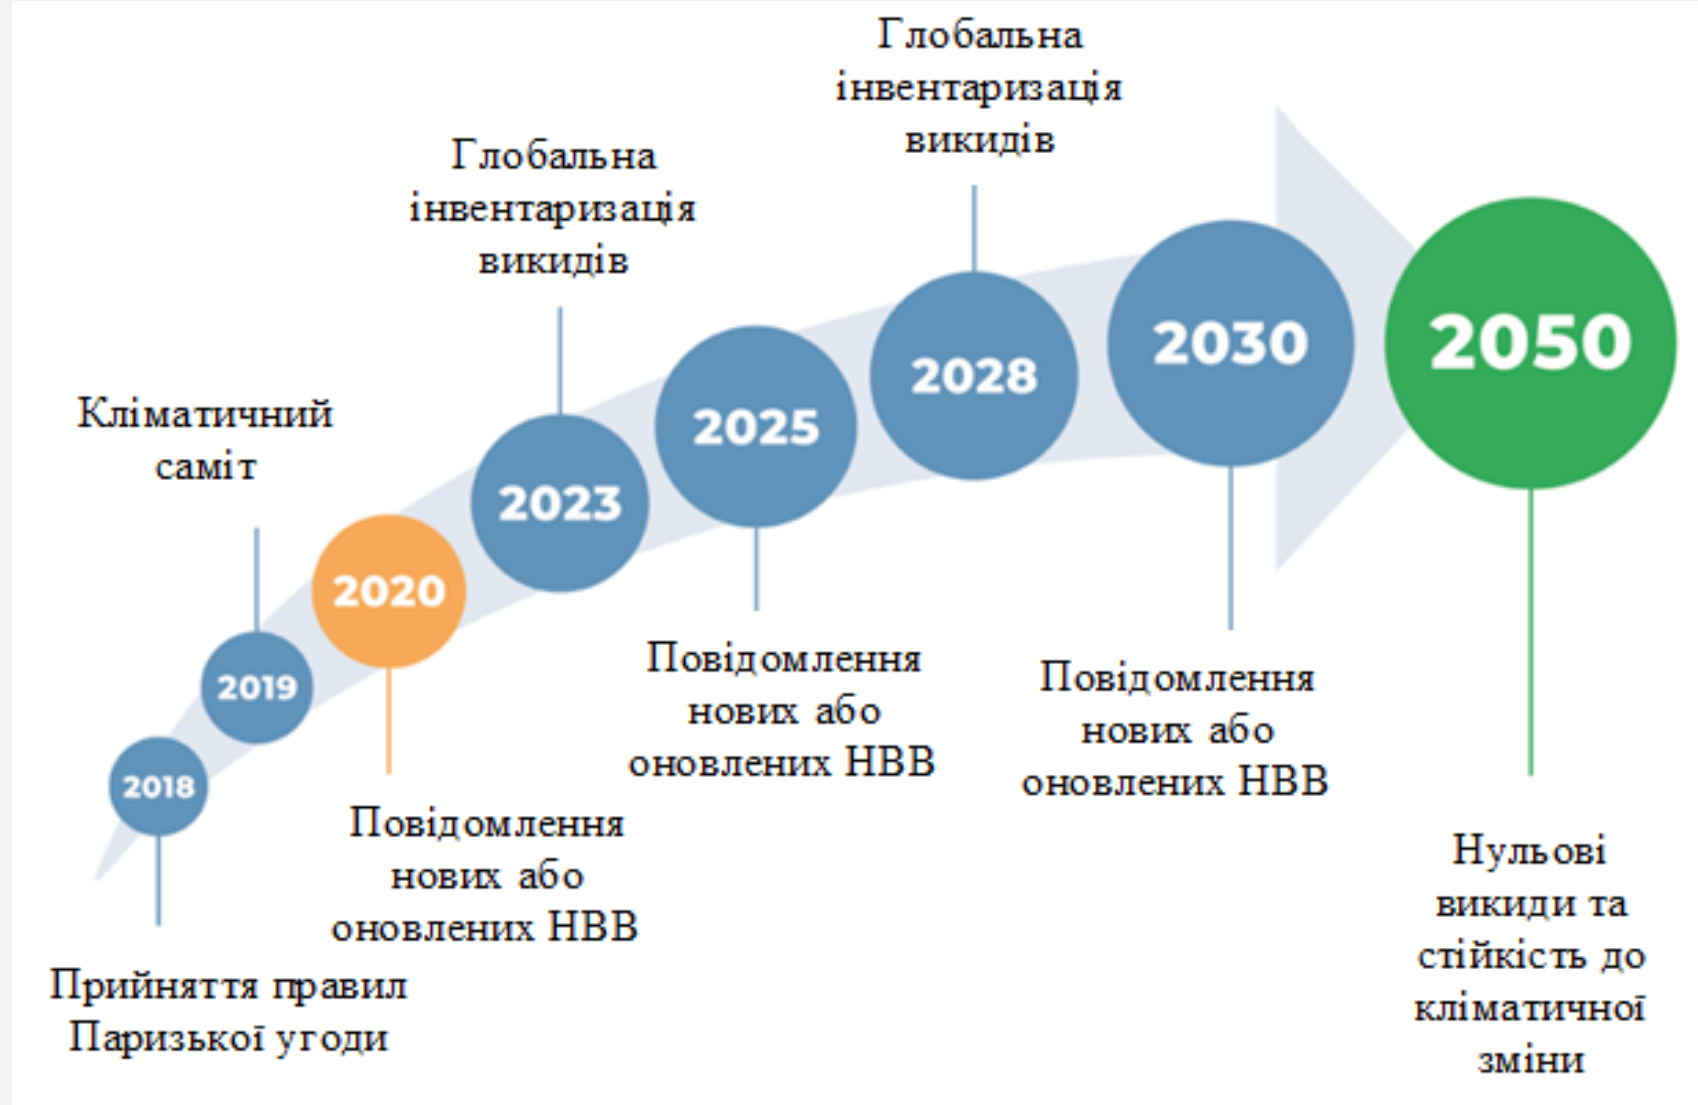 Глобальна
інвентаризація
викидів
Глобальна
інвентаризація
викидів
Кліматичний
саміт
2018
2019
2020
2023
2025
2028
2030
2050
Повідомлення
нових або
оновлених НВВ
Повідомлення
нових або
оновлених НВВ
Повідомлення
нових або
оновлених НВВ
Прийняття правил
Паризької угоди
Нульові
викиди та
стійкість до
кліматичної
зміни